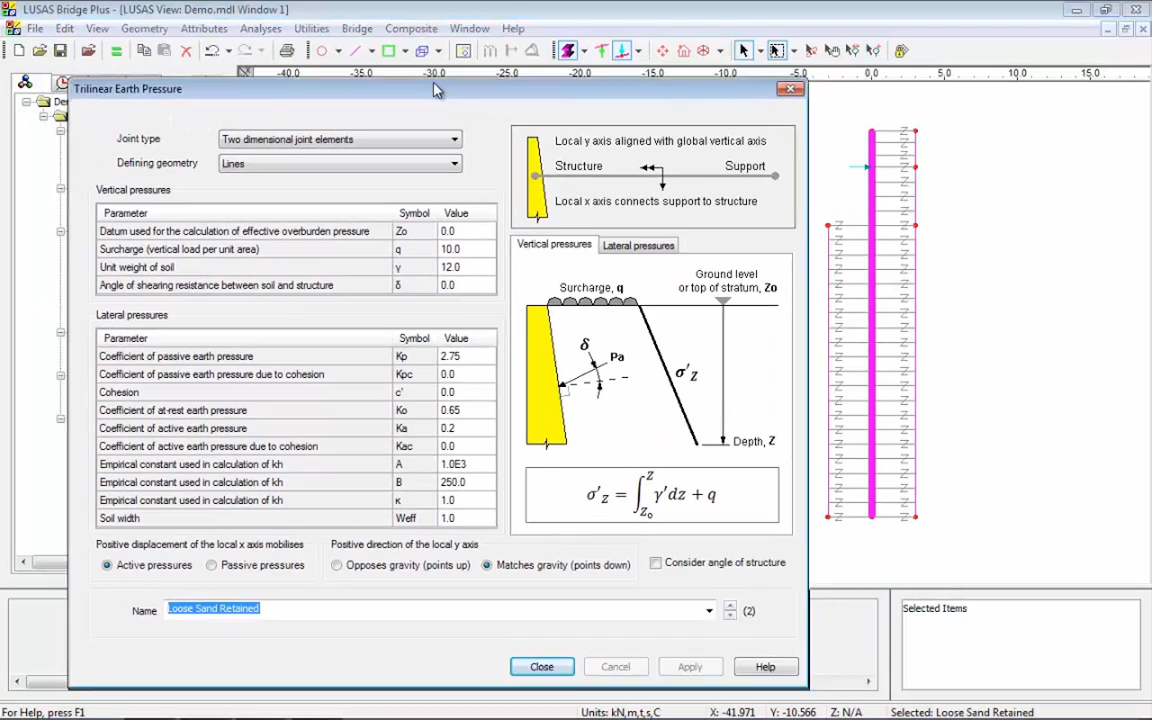 LUSAS Bridge Plus - [LUSAS View: Demo.mdl Window 1]
File Edit View Geometry Attributes Analyses Utilities Bridge Composite Window Help
-40.0 -35.0 -30.0 -25.0 -20.0 -15.0 -10.0 -5.0 0.0 5.0 10.0 15.0
Trilinear Earth Pressure
Joint type Two dimensional joint elements
Defining geometry Lines
Vertical pressures
Parameter Symbol Value
Datum used for the calculation of effective overburden pressure Zo 0.0
Surcharge (vertical load per unit area) q 10.0
Unit weight of soil γ 12.0
Angle of shearing resistance between soil and structure δ 0.0
Lateral pressures
Parameter Symbol Value
Coefficient of passive earth pressure Kp 2.75
Coefficient of passive earth pressure due to cohesion Kpc 0.0
Cohesion c' 0.0
Coefficient of at-rest earth pressure Ko 0.65
Coefficient of active earth pressure Ka 0.2
Coefficient of active earth pressure due to cohesion Kac 0.0
Empirical constant used in calculation of kh A 1.0E3
Empirical constant used in calculation of kh B 250.0
Empirical constant used in calculation of kh κ 1.0
Soil width Weff 1.0
Local y axis aligned with global vertical axis
Structure Support
Local x axis connects support to structure
Vertical pressures Lateral pressures
Ground level
or top of stratum, Zo
Surcharge, q
δ
Pa
σ'z
Depth, Z
σ'z = ∫ Z Zo γ'dz + q
Positive displacement of the local x axis mobilises
Active pressures Passive pressures
Positive direction of the local y axis
Opposes gravity (points up) Matches gravity (points down)
Consider angle of structure
Name Loose Sand Retained (2)
Close Cancel Apply Help
Selected Items
For Help, press F1 Units: kN,m,t,s,C X: -41.971 Y: -10.566 Z: N/A Selected: Loose Sand Retained